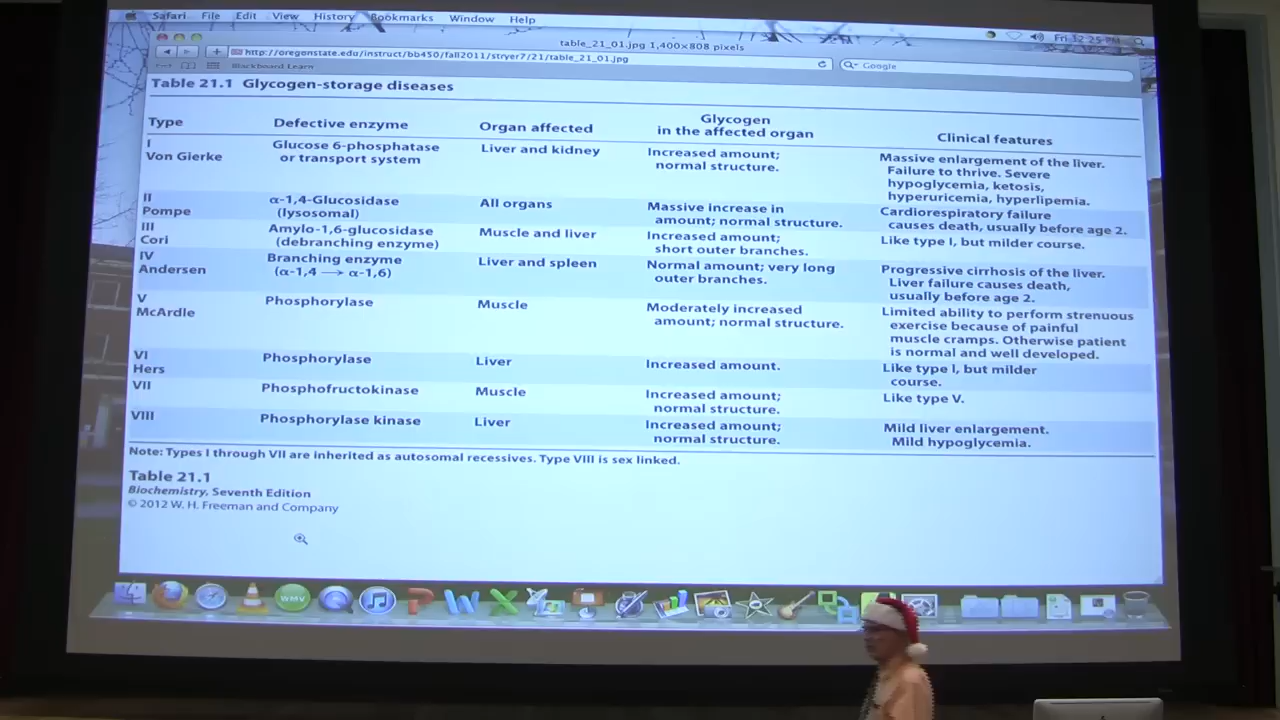 Safari File Edit View History Bookmarks Window Help
table_21_01.jpg 1,400×808 pixels
http://oregonstate.edu/instruct/bb450/fall2011/stryer7/21/table_21_01.jpg
Google
Blackboard Learn
Table 21.1 Glycogen-storage diseases
Type Defective enzyme Organ affected Glycogen in the affected organ Clinical features
I
Von Gierke
Glucose 6-phosphatase
or transport system
Liver and kidney
Increased amount;
normal structure.
Massive enlargement of the liver.
Failure to thrive. Severe
hypoglycemia, ketosis,
hyperuricemia, hyperlipemia.
II
Pompe
α-1,4-Glucosidase
(lysosomal)
All organs
Massive increase in
amount; normal structure.
Cardiorespiratory failure
causes death, usually before age 2.
III
Cori
Amylo-1,6-glucosidase
(debranching enzyme)
Muscle and liver
Increased amount;
short outer branches.
Like type I, but milder course.
IV
Andersen
Branching enzyme
(α-1,4 ⟶ α-1,6)
Liver and spleen
Normal amount; very long
outer branches.
Progressive cirrhosis of the liver.
Liver failure causes death,
usually before age 2.
V
McArdle
Phosphorylase
Muscle
Moderately increased
amount; normal structure.
Limited ability to perform strenuous
exercise because of painful
muscle cramps. Otherwise patient
is normal and well developed.
VI
Hers
Phosphorylase
Liver
Increased amount.
Like type I, but milder
course.
VII
Phosphofructokinase
Muscle
Increased amount;
normal structure.
Like type V.
VIII
Phosphorylase kinase
Liver
Increased amount;
normal structure.
Mild liver enlargement.
Mild hypoglycemia.
Note: Types I through VII are inherited as autosomal recessives. Type VIII is sex linked.
Table 21.1
Biochemistry, Seventh Edition
© 2012 W. H. Freeman and Company